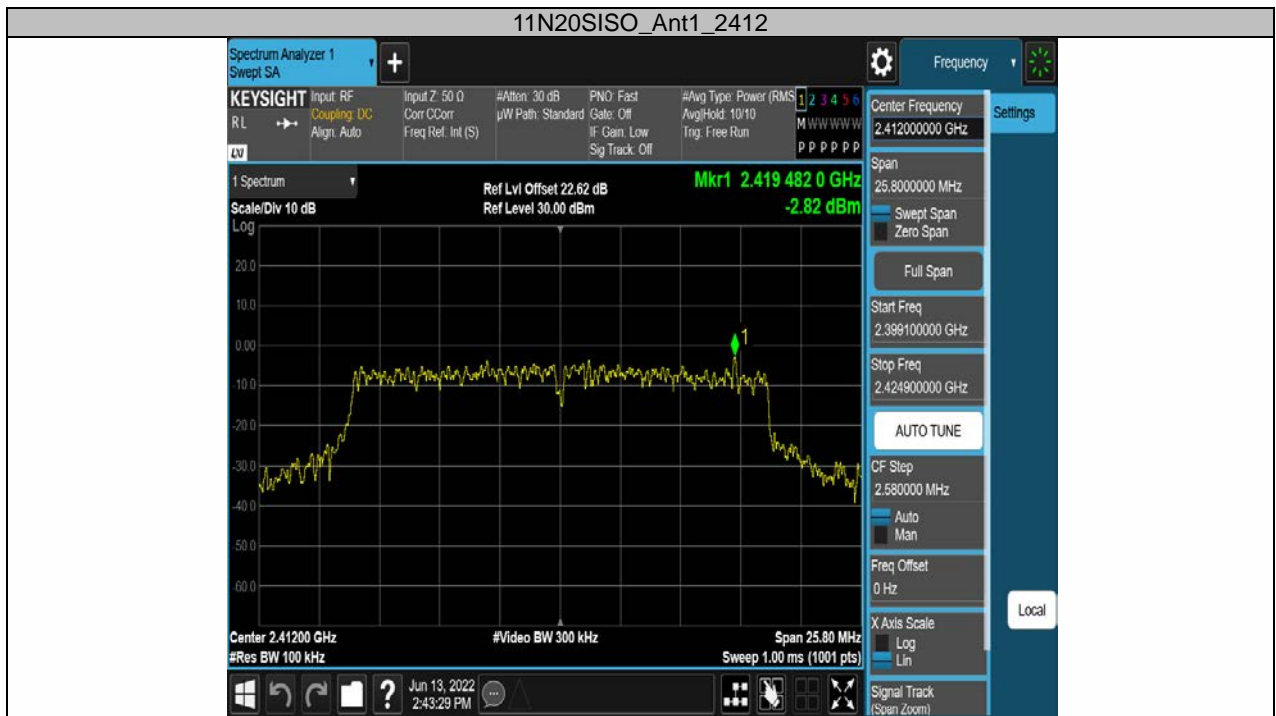 11N20SISO_Ant1_2412
Spectrum Analyzer 1
Swept SA
Frequency
KEYSIGHT
RL
LXI
Input: RF
Coupling: DC
Align: Auto
Input Z: 50 Ω
Corr CCorr
Freq Ref: Int (S)
#Atten: 30 dB
µW Path: Standard
PNO: Fast
Gate: Off
IF Gain: Low
Sig Track: Off
#Avg Type: Power (RMS
Avg|Hold: 10/10
Trig: Free Run
1 2 3 4 5 6
M W W W W W
P P P P P P
1 Spectrum
Scale/Div 10 dB
Log
Ref Lvl Offset 22.62 dB
Ref Level 30.00 dBm
Mkr1 2.419 482 0 GHz
-2.82 dBm
20.0
10.0
0.00
-10.0
-20.0
-30.0
-40.0
-50.0
-60.0
1
Center 2.41200 GHz
#Res BW 100 kHz
#Video BW 300 kHz
Span 25.80 MHz
Sweep 1.00 ms (1001 pts)
Jun 13, 2022
2:43:29 PM
Center Frequency
2.412000000 GHz
Settings
Span
25.8000000 MHz
Swept Span
Zero Span
Full Span
Start Freq
2.399100000 GHz
Stop Freq
2.424900000 GHz
AUTO TUNE
CF Step
2.580000 MHz
Auto
Man
Freq Offset
0 Hz
X Axis Scale
Log
Lin
Local
Signal Track
(Span Zoom)